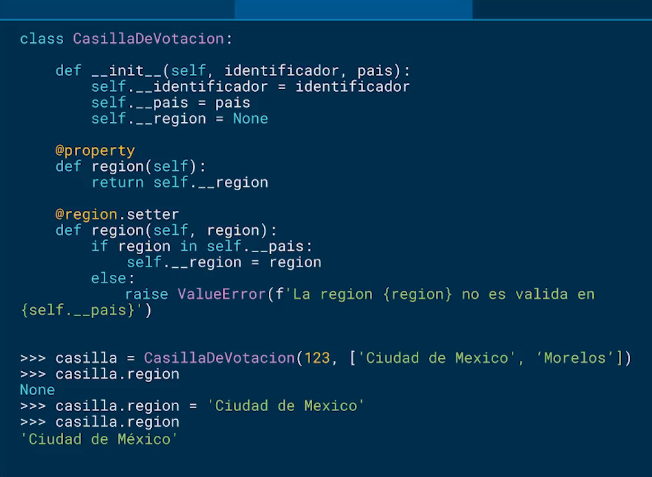 class CasillaDeVotacion:
def __init__(self, identificador, pais):
self.__identificador = identificador
self.__pais = pais
self.__region = None
@property
def region(self):
return self.__region
@region.setter
def region(self, region):
if region in self.__pais:
self.__region = region
else:
raise ValueError(f'La region {region} no es valida en
{self.__pais}')
>>> casilla = CasillaDeVotacion(123, ['Ciudad de Mexico', ‘Morelos’])
>>> casilla.region
None
>>> casilla.region = 'Ciudad de Mexico'
>>> casilla.region
'Ciudad de México'